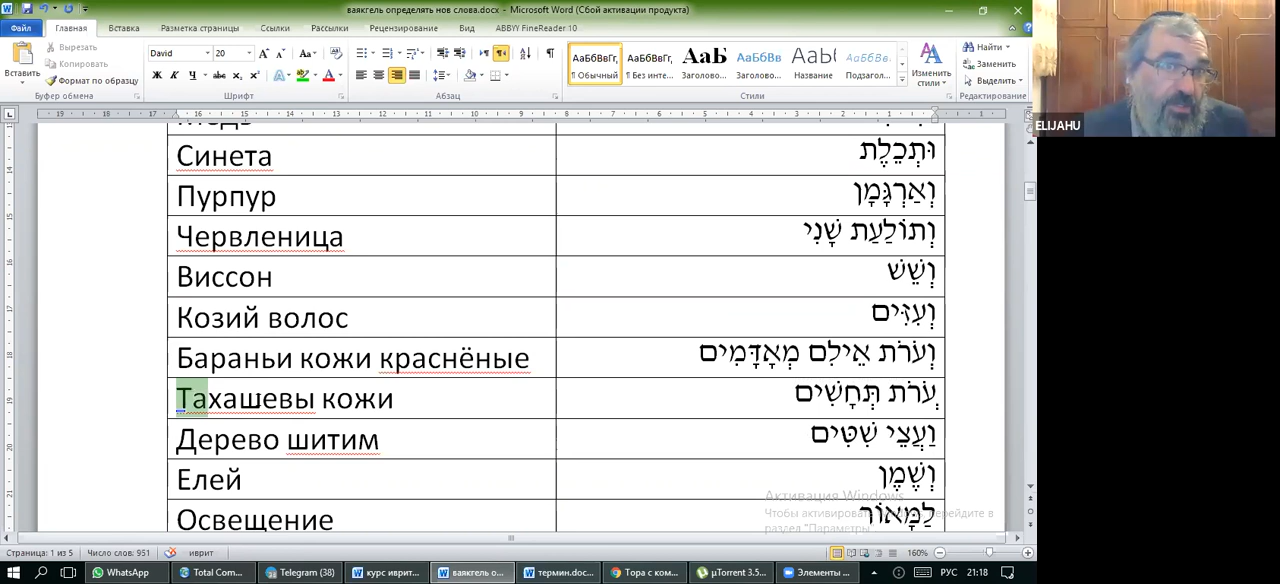 ваякгель определять нов слова.docx - Microsoft Word (Сбой активации продукта)
Файл Главная Вставка Разметка страницы Ссылки Рассылки Рецензирование Вид ABBYY FineReader 10
Вставить
Вырезать
Копировать
Формат по образцу
Буфер обмена
David 20
Ж К Ч
Шрифт
Абзац
АаБбВвГг, АаБбВвГг, АаБ АаБбВв АаБ АаБбВв
¶ Обычный ¶ Без инте... Заголово... Заголово... Название Подзагол...
Изменить стили
Стили
Найти
Заменить
Выделить
Редактирование
ELIJAHU
Синета וּתְכֵלֶת
Пурпур וְאַרְגָּמָן
Червленица וְתוֹלַעַת שָׁנִי
Виссон וְשֵׁשׁ
Козий волос וְעִזִּים
Бараньи кожи краснёные וְעֹרֹת אֵילִם מְאָדָּמִים
Тахашевы кожи עֹרֹת תְּחָשִׁים
Дерево шитим וַעֲצֵי שִׁטִּים
Елей וְשֶׁמֶן
Освещение לַמָּאוֹר
Активация Windows
Чтобы активировать Windows, перейдите в
раздел "Параметры"
Страница: 1 из 5 Число слов: 951 иврит 160%
WhatsApp Total Com... Telegram (38) курс иврит... ваякгель о... термин.doc... Тора с ком... µTorrent 3.5... Элементы ... РУС 21:18